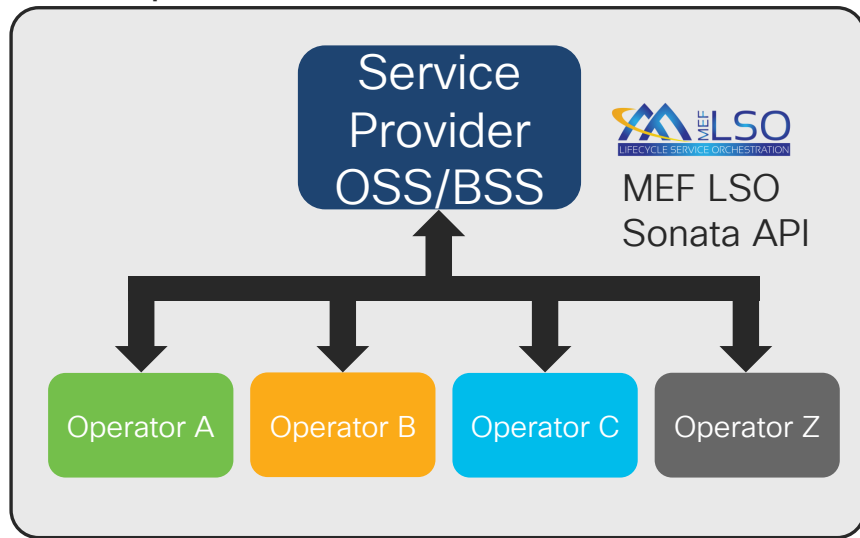 Service
Provider
OSS/BSS
MEF LSO
LIFECYCLE SERVICE ORCHESTRATION
MEF LSO
Sonata API
Operator A
Operator B
Operator C
Operator Z